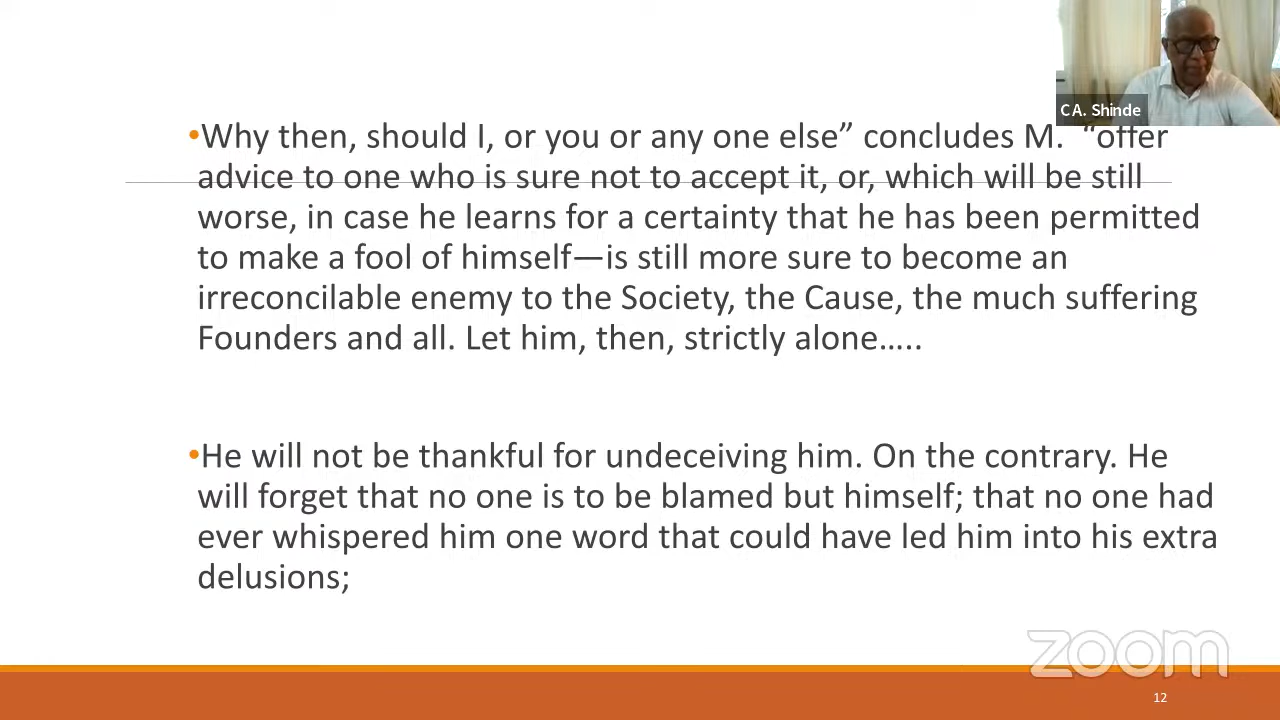 C A. Shinde
•Why then, should I, or you or any one else” concludes M. “offer
advice to one who is sure not to accept it, or, which will be still
worse, in case he learns for a certainty that he has been permitted
to make a fool of himself—is still more sure to become an
irreconcilable enemy to the Society, the Cause, the much suffering
Founders and all. Let him, then, strictly alone…..
•He will not be thankful for undeceiving him. On the contrary. He
will forget that no one is to be blamed but himself; that no one had
ever whispered him one word that could have led him into his extra
delusions;
zoom
12